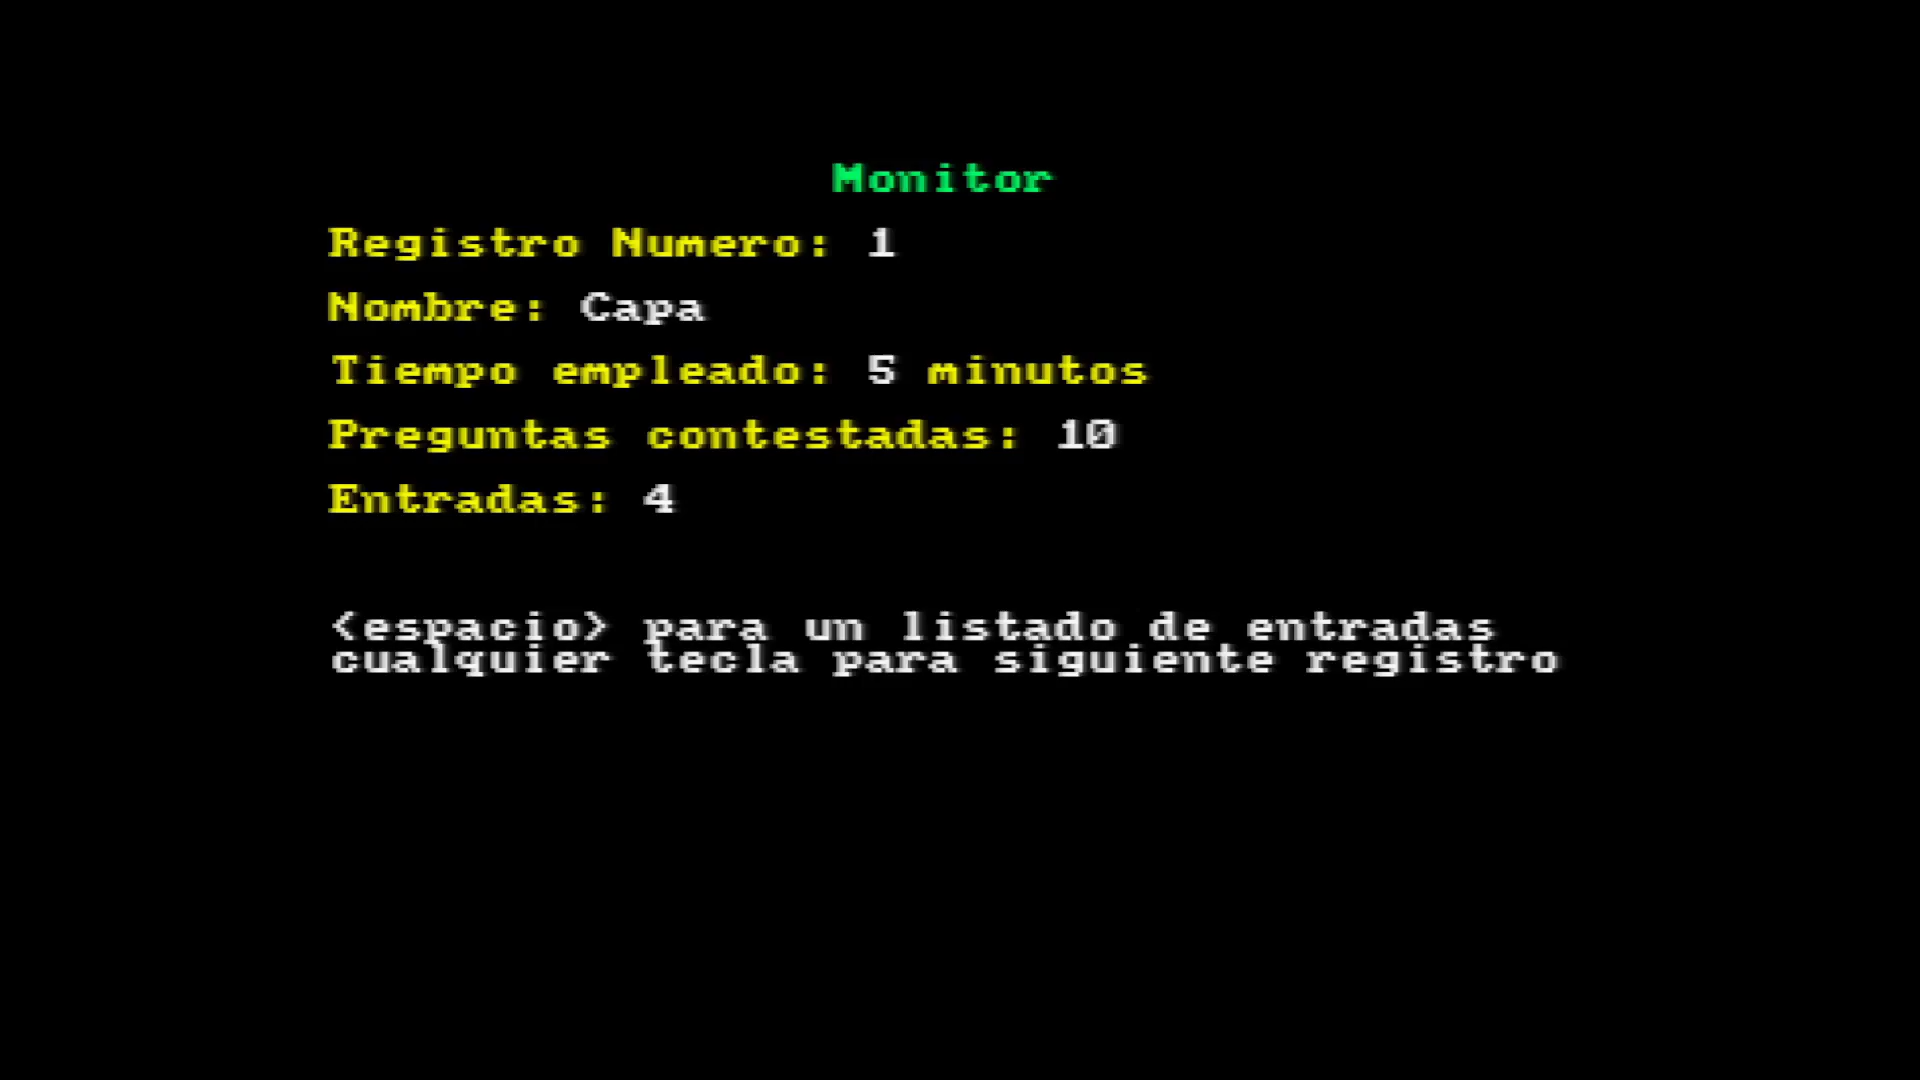 Monitor
Registro Numero: 1
Nombre: Capa
Tiempo empleado: 5 minutos
Preguntas contestadas: 10
Entradas: 4
<espacio> para un listado de entradas
cualquier tecla para siguiente registro